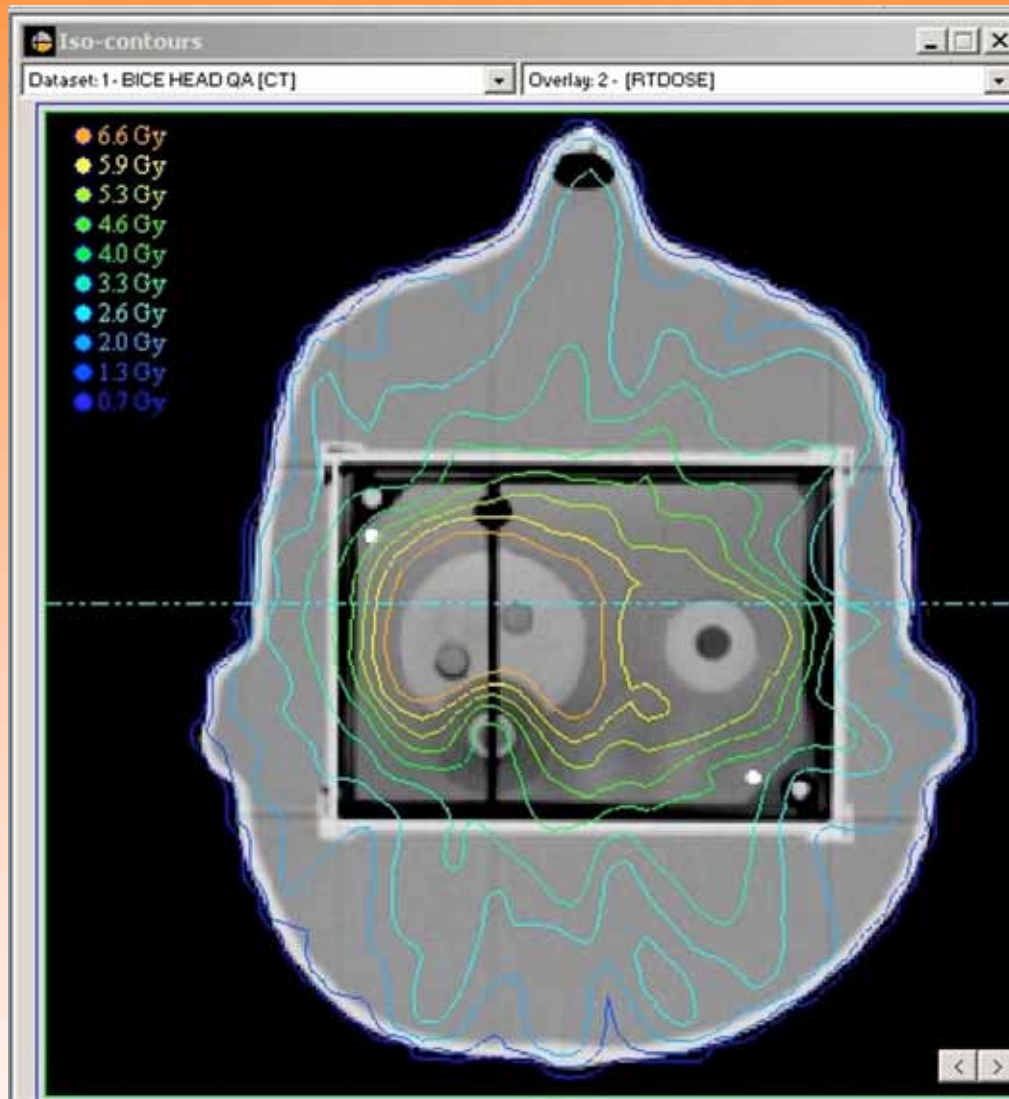 Iso-contours
Dataset: 1- BICE HEAD QA [CT] Overlay: 2 - [RTDOSE]
6.6 Gy
5.9 Gy
5.3 Gy
4.6 Gy
4.0 Gy
3.3 Gy
2.6 Gy
2.0 Gy
1.3 Gy
0.7 Gy